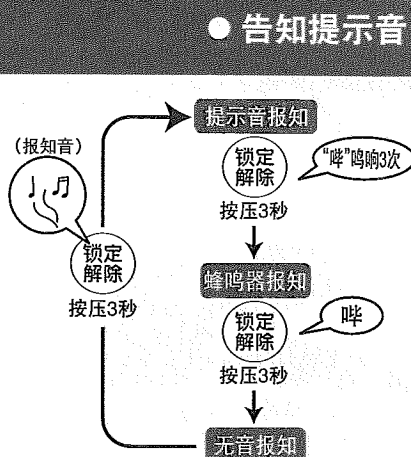 ● 告知提示音
提示音报知
锁定
解除
“哔”鸣响3次
按压3秒
蜂鸣器报知
锁定
解除
哔
按压3秒
无音报知
(报知音)
锁定
解除
按压3秒